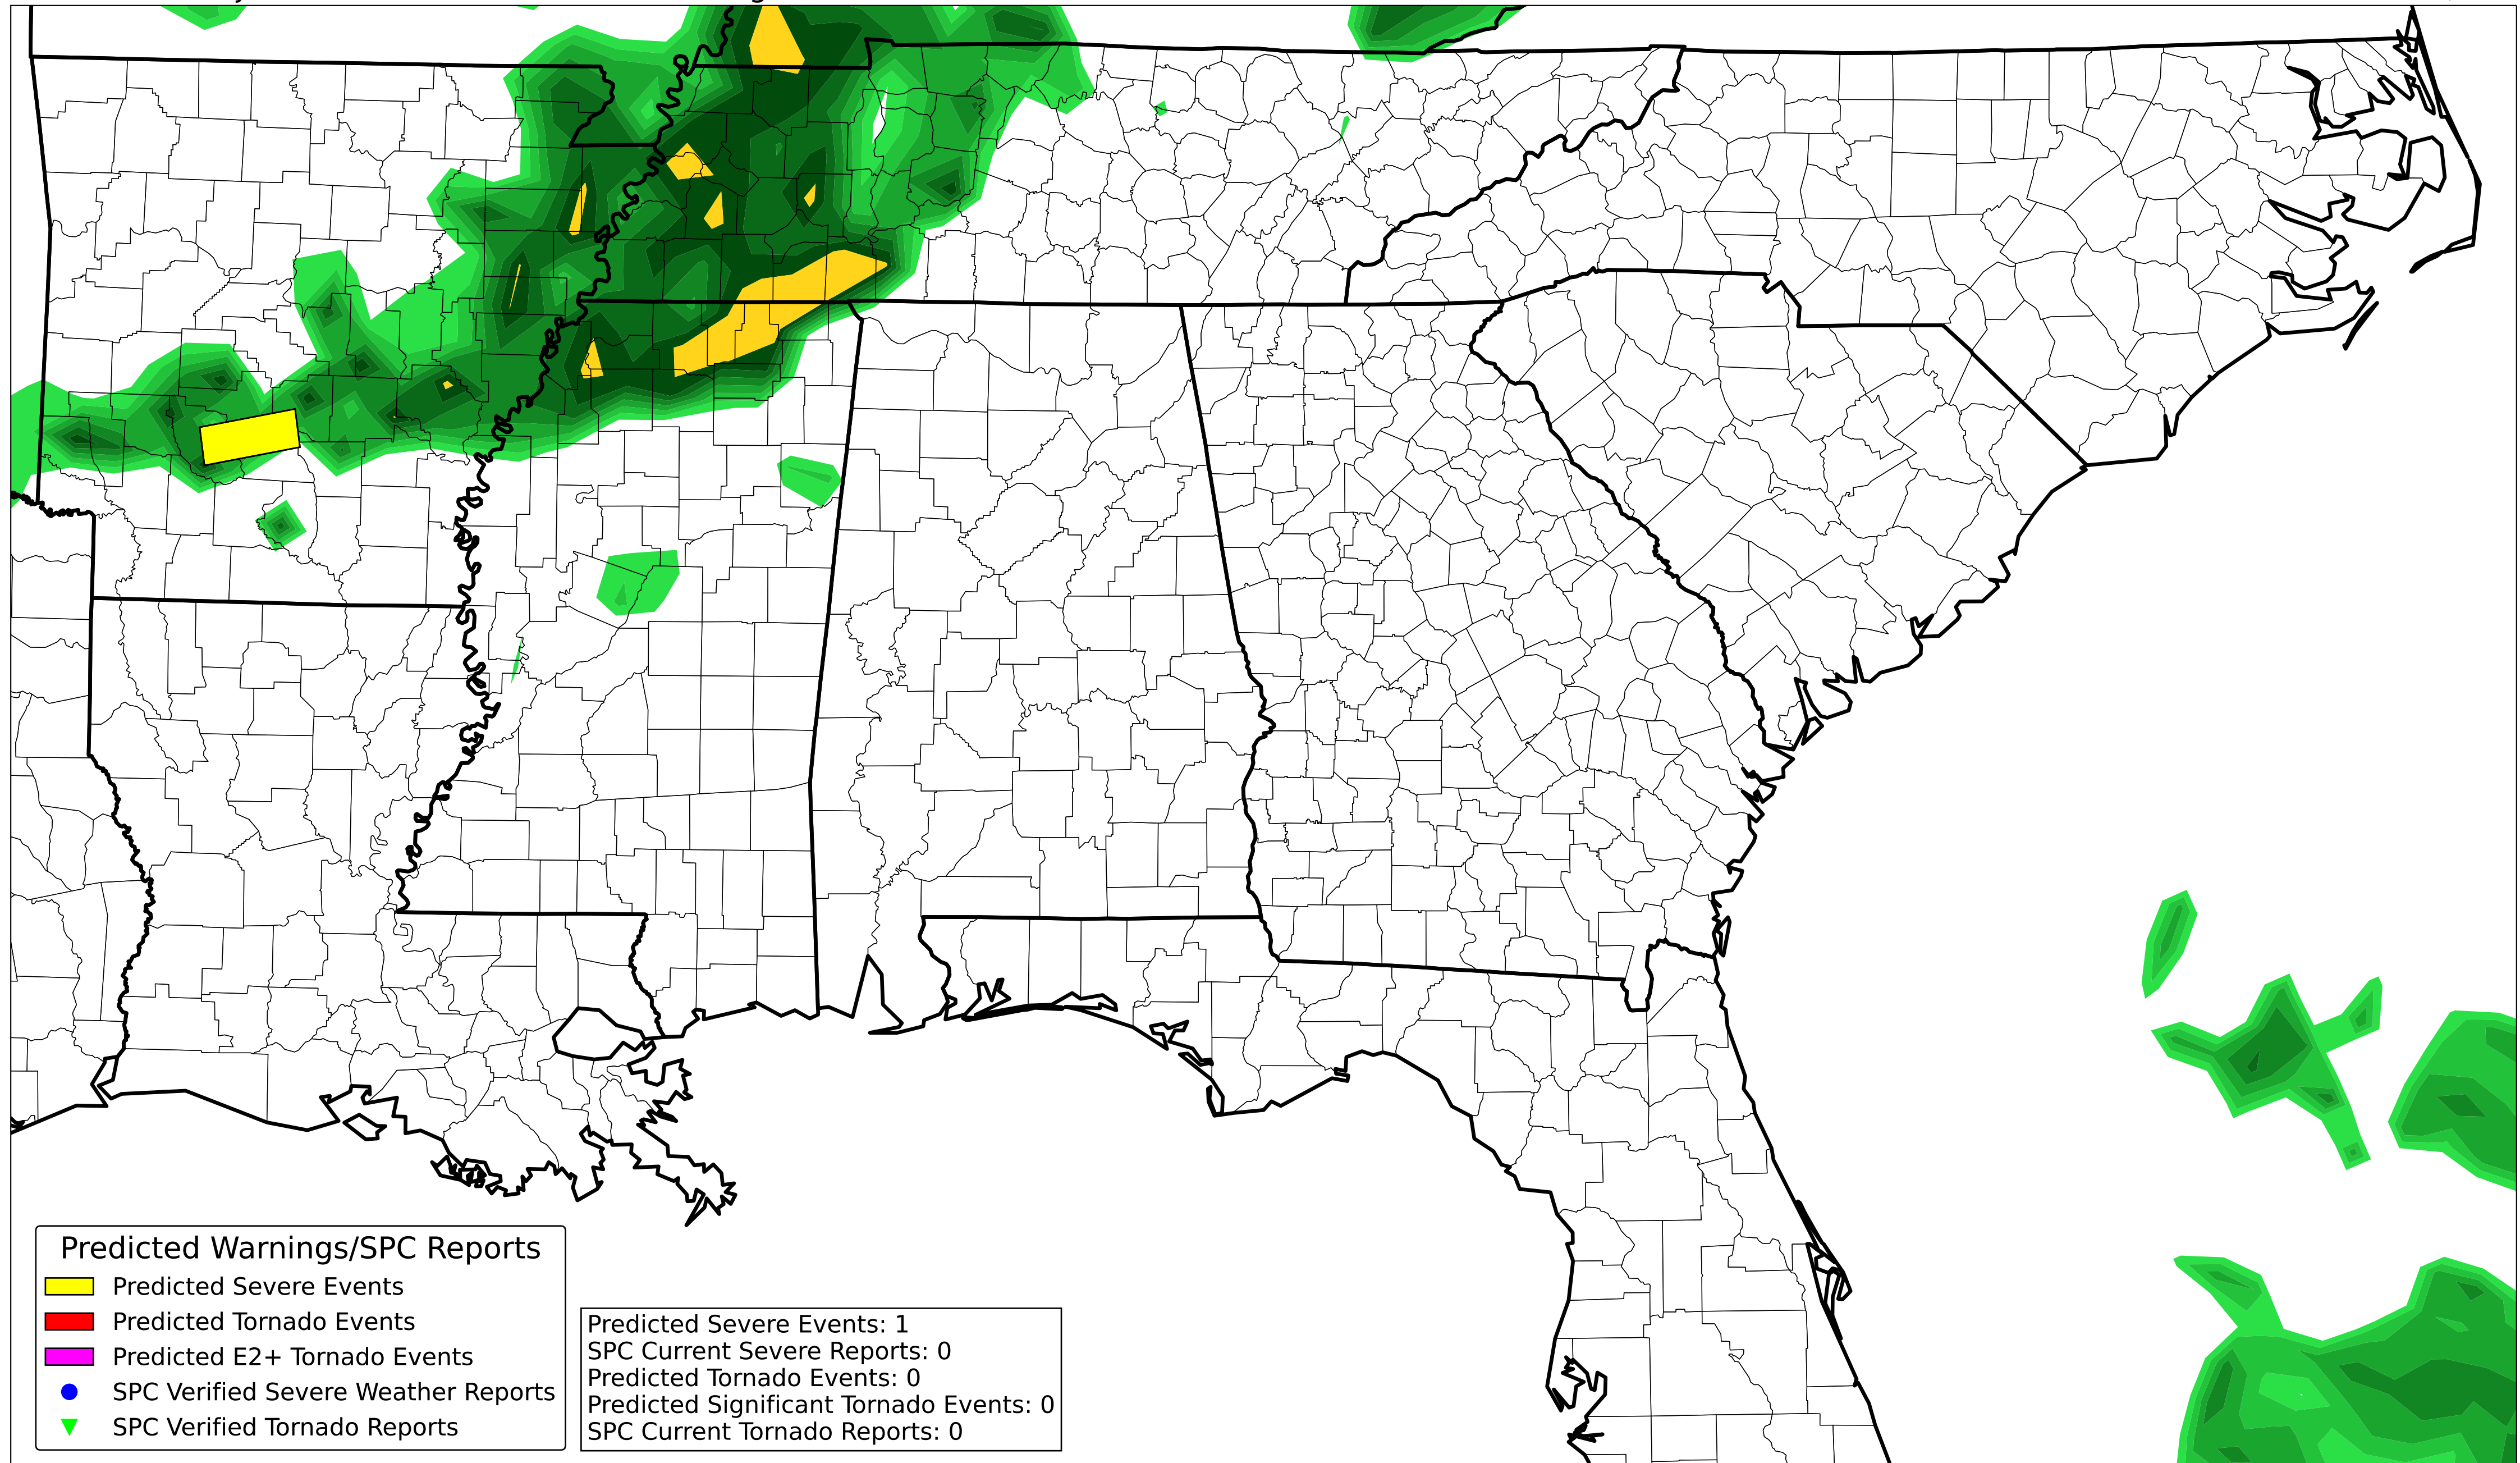 Predicted Warnings/SPC Reports
Predicted Severe Events
Predicted Tornado Events
Predicted E2+ Tornado Events
SPC Verified Severe Weather Reports
SPC Verified Tornado Reports
Predicted Severe Events: 1
SPC Current Severe Reports: 0
Predicted Tornado Events: 0
Predicted Significant Tornado Events: 0
SPC Current Tornado Reports: 0